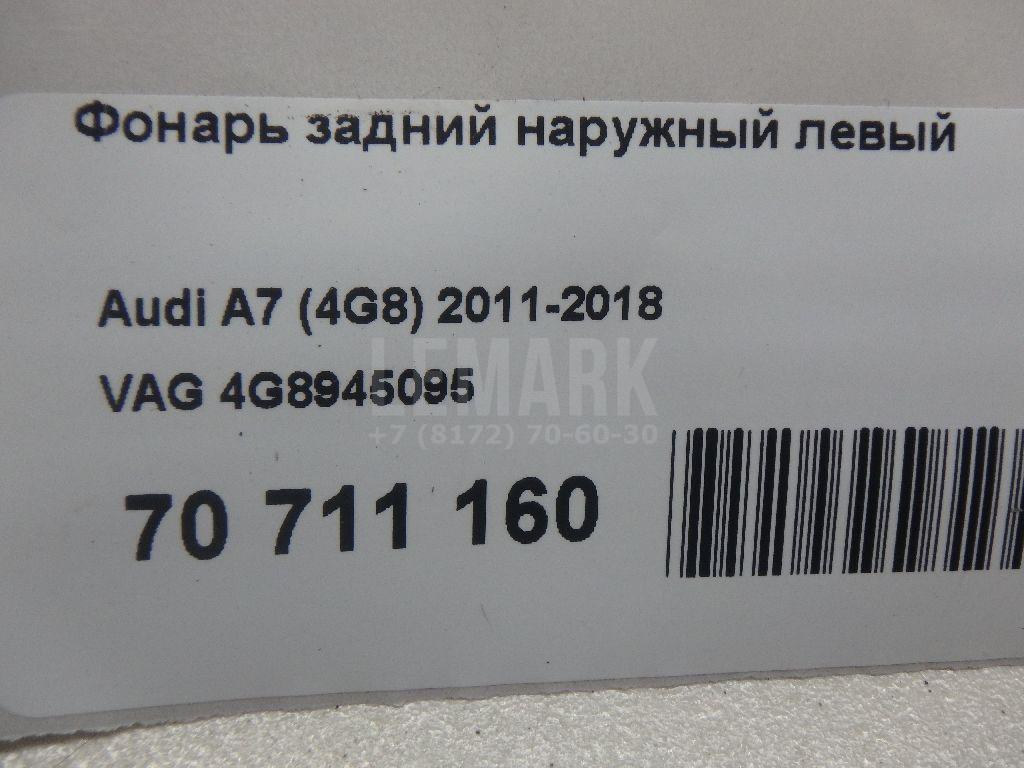 Фонарь задний наружный левый
Audi A7 (4G8) 2011-2018
LEMARK
VAG 4G8945095
+7 (8172) 70-60-30
70 711 160